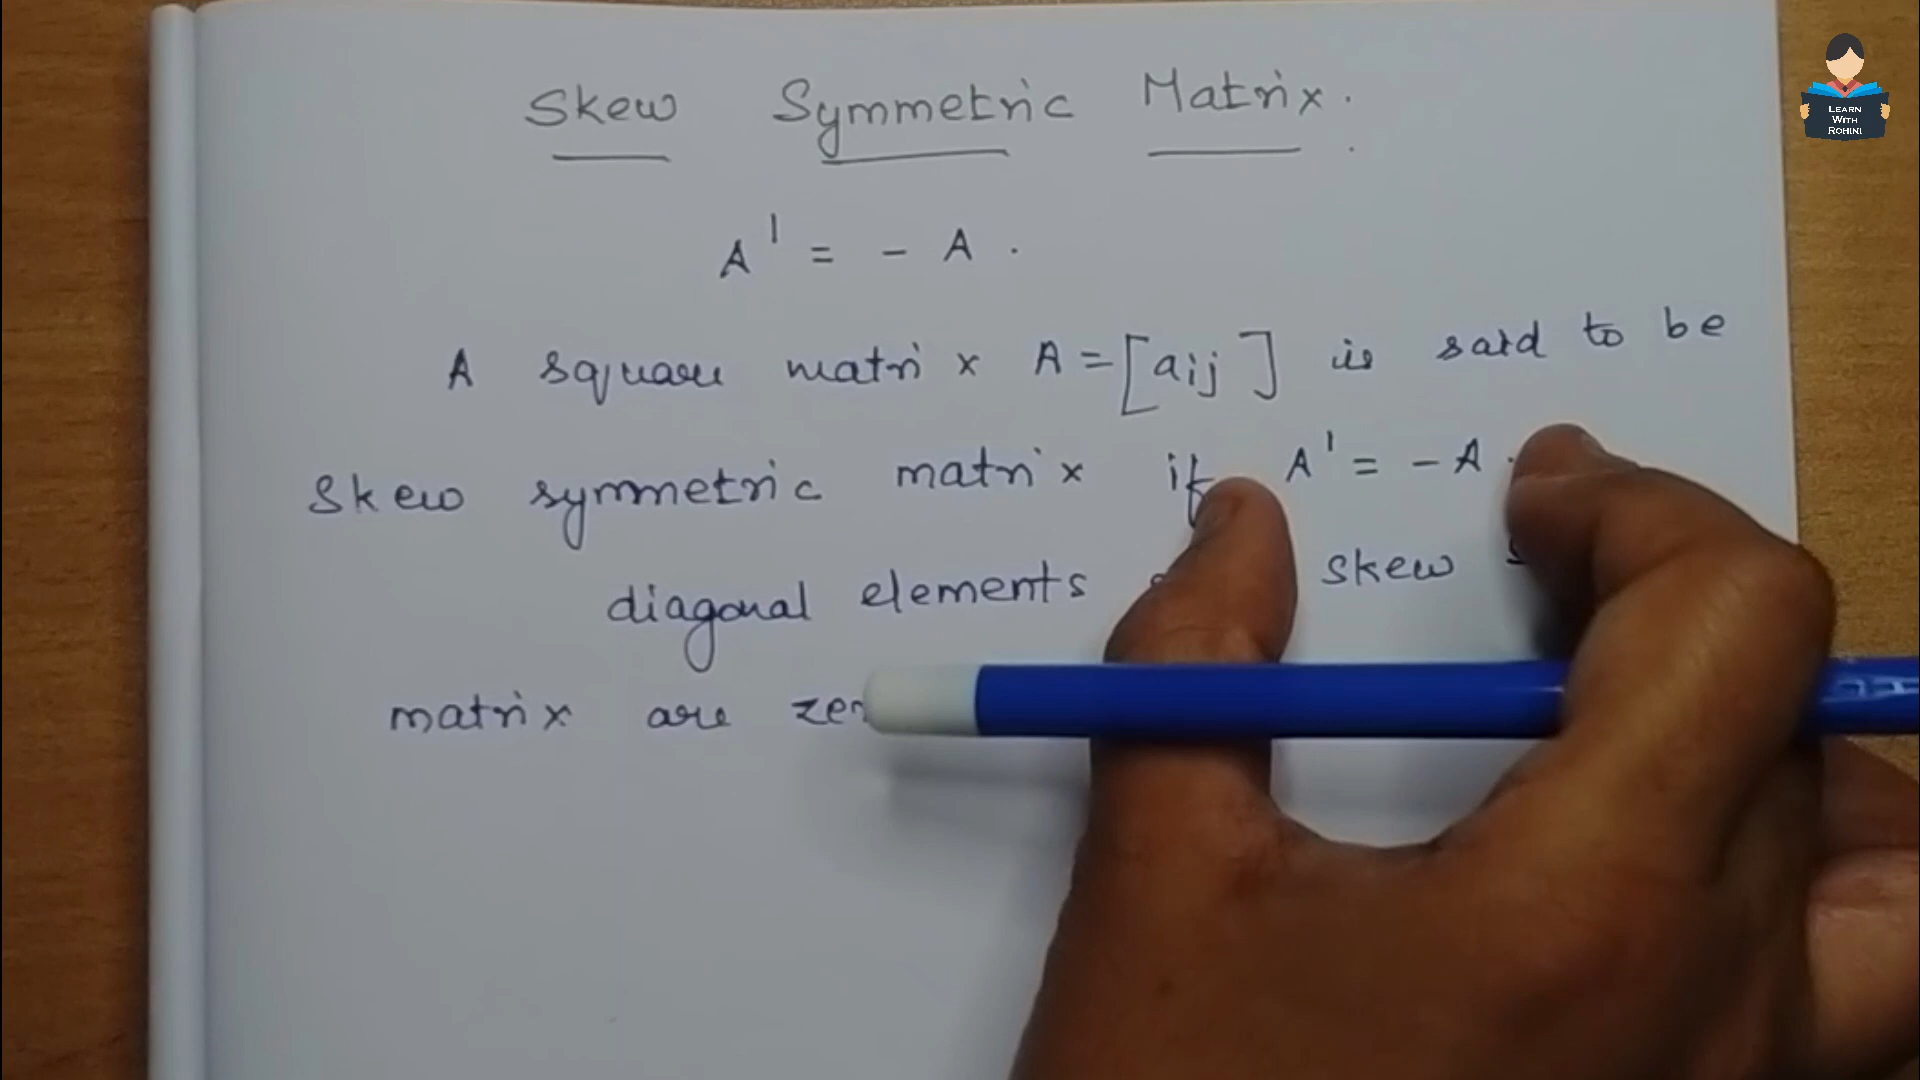 Skew Symmetric Matrix.
A' = - A.
A square matrix A = [aij] is said to be
Skew symmetric matrix if A' = - A
diagonal elements skew
matrix are
LEARN
WITH
ROHINI